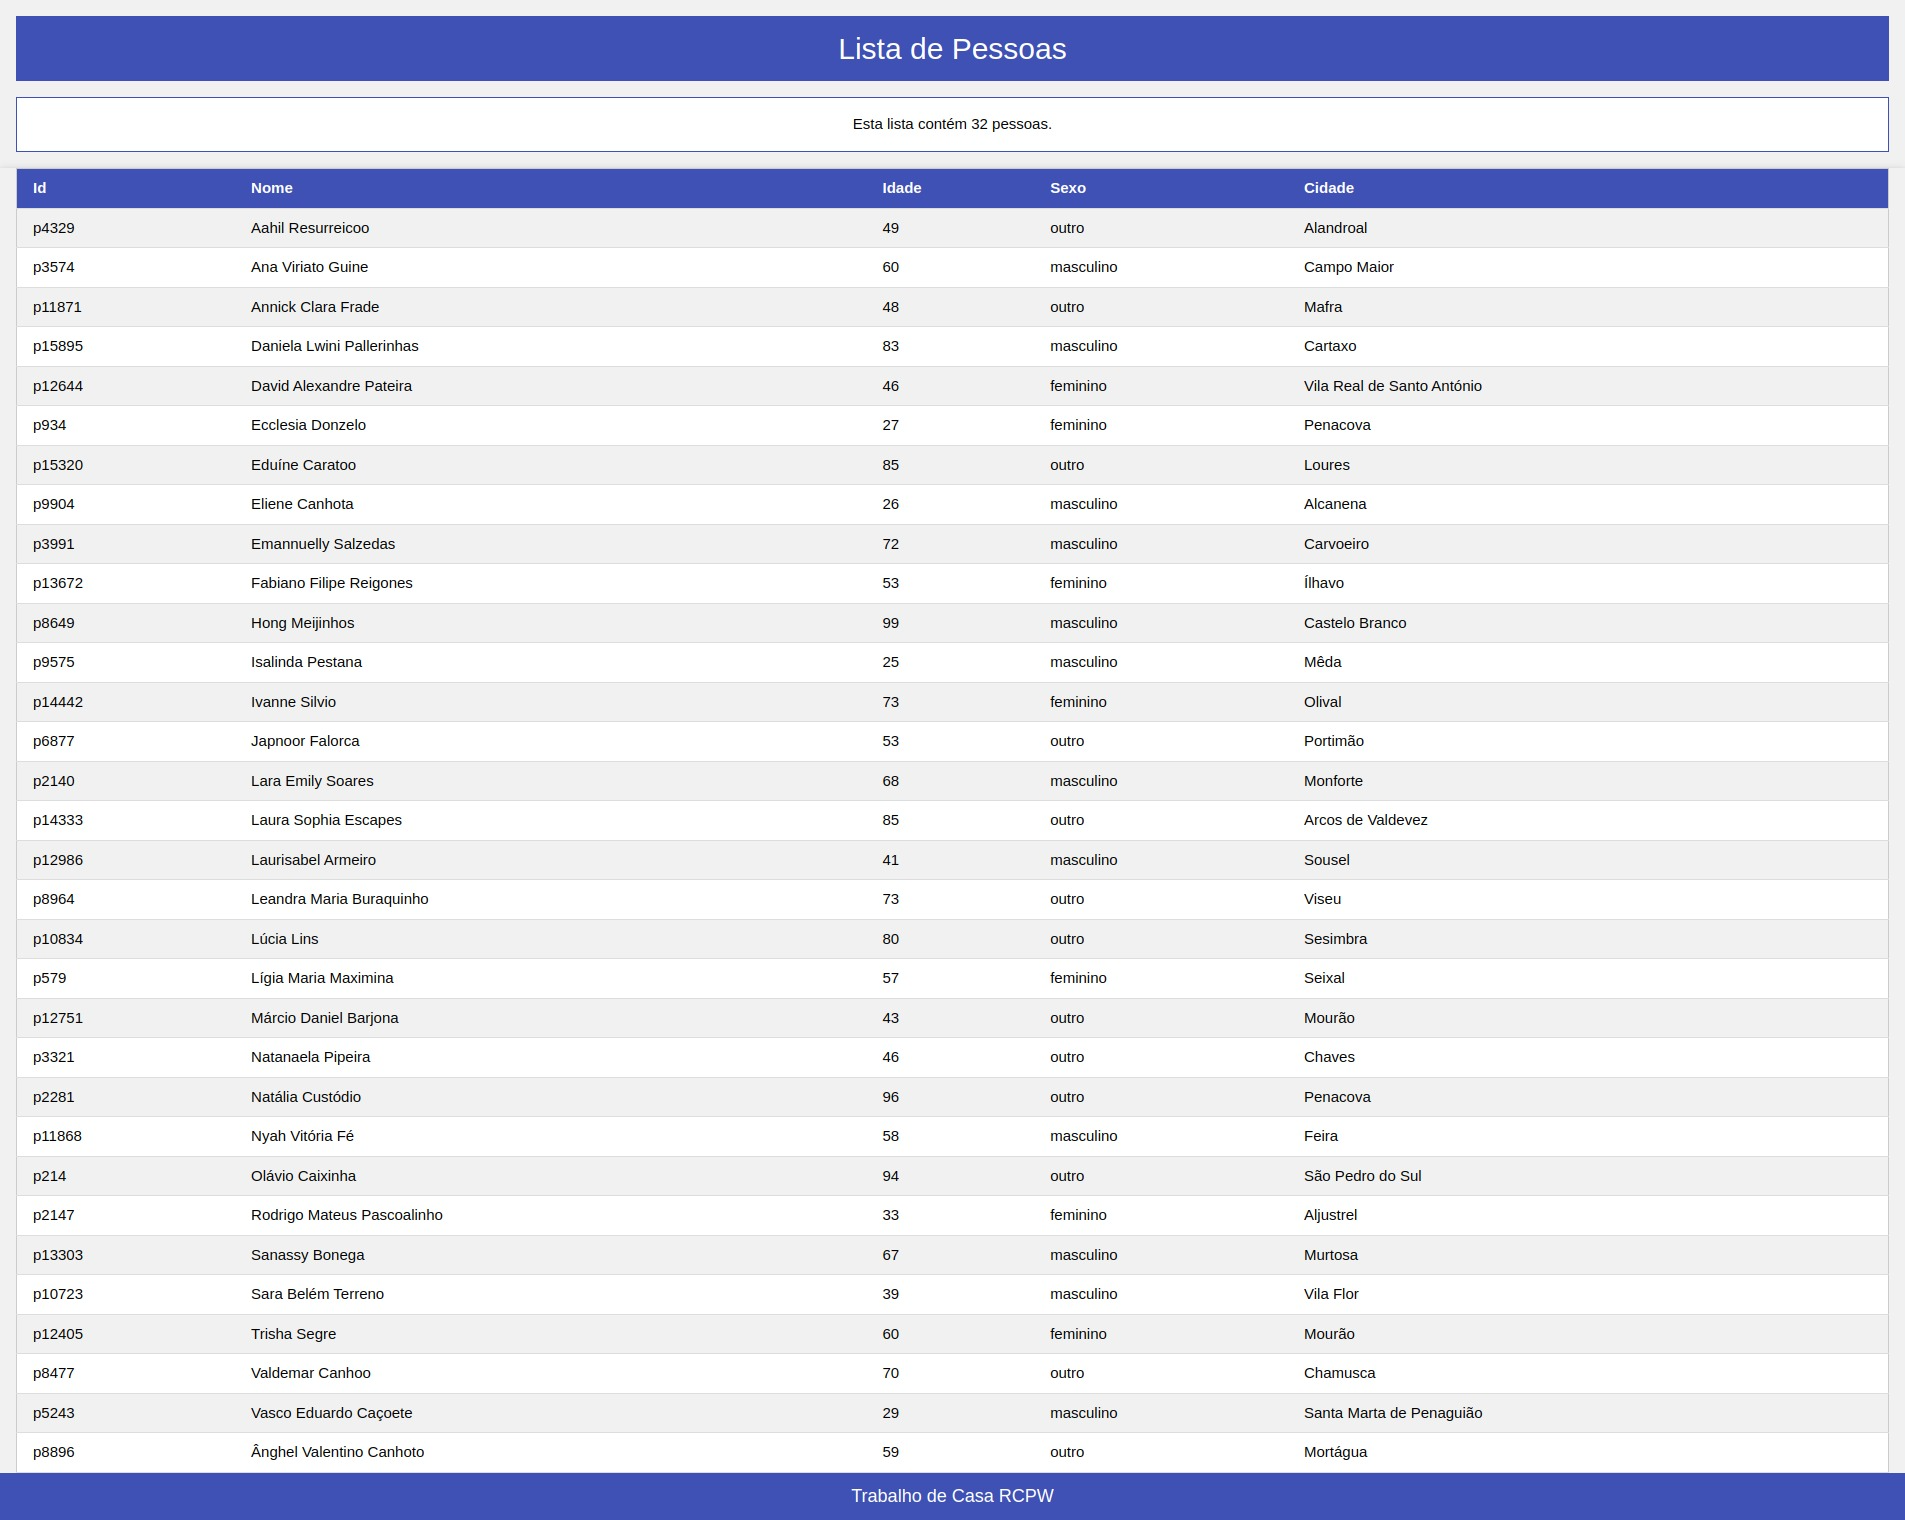 Lista de Pessoas
Esta lista contém 32 pessoas.
Id Nome Idade Sexo Cidade
p4329 Aahil Resurreicoo 49 outro Alandroal
p3574 Ana Viriato Guine 60 masculino Campo Maior
p11871 Annick Clara Frade 48 outro Mafra
p15895 Daniela Lwini Pallerinhas 83 masculino Cartaxo
p12644 David Alexandre Pateira 46 feminino Vila Real de Santo António
p934 Ecclesia Donzelo 27 feminino Penacova
p15320 Eduíne Caratoo 85 outro Loures
p9904 Eliene Canhota 26 masculino Alcanena
p3991 Emannuelly Salzedas 72 masculino Carvoeiro
p13672 Fabiano Filipe Reigones 53 feminino Ílhavo
p8649 Hong Meijinhos 99 masculino Castelo Branco
p9575 Isalinda Pestana 25 masculino Mêda
p14442 Ivanne Silvio 73 feminino Olival
p6877 Japnoor Falorca 53 outro Portimão
p2140 Lara Emily Soares 68 masculino Monforte
p14333 Laura Sophia Escapes 85 outro Arcos de Valdevez
p12986 Laurisabel Armeiro 41 masculino Sousel
p8964 Leandra Maria Buraquinho 73 outro Viseu
p10834 Lúcia Lins 80 outro Sesimbra
p579 Lígia Maria Maximina 57 feminino Seixal
p12751 Márcio Daniel Barjona 43 outro Mourão
p3321 Natanaela Pipeira 46 outro Chaves
p2281 Natália Custódio 96 outro Penacova
p11868 Nyah Vitória Fé 58 masculino Feira
p214 Olávio Caixinha 94 outro São Pedro do Sul
p2147 Rodrigo Mateus Pascoalinho 33 feminino Aljustrel
p13303 Sanassy Bonega 67 masculino Murtosa
p10723 Sara Belém Terreno 39 masculino Vila Flor
p12405 Trisha Segre 60 feminino Mourão
p8477 Valdemar Canhoo 70 outro Chamusca
p5243 Vasco Eduardo Caçoete 29 masculino Santa Marta de Penaguião
p8896 Ânghel Valentino Canhoto 59 outro Mortágua
Trabalho de Casa RCPW